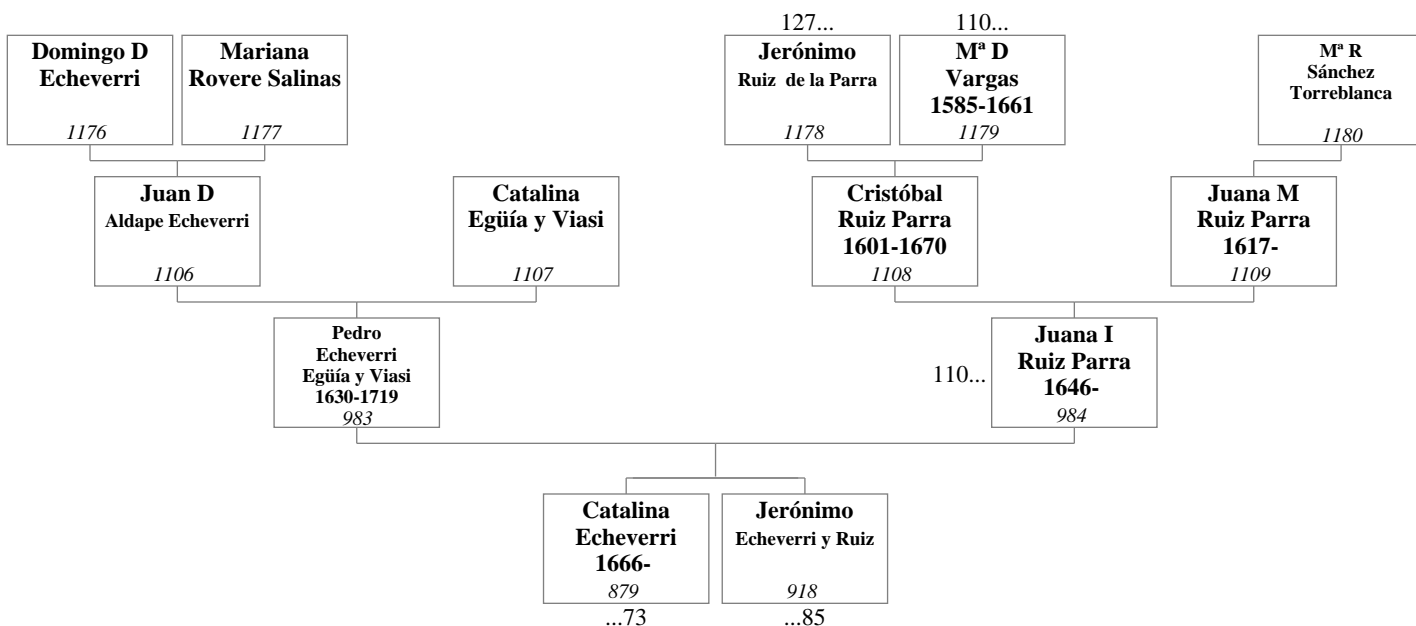 127...
110...
Domingo D
Echeverri
1176
Mariana
Rovere Salinas
1177
Jerónimo
Ruiz de la Parra
1178
Mª D
Vargas
1585-1661
1179
Mª R
Sánchez
Torreblanca
1180
Juan D
Aldape Echeverri
1106
Catalina
Egüía y Viasi
1107
Cristóbal
Ruiz Parra
1601-1670
1108
Juana M
Ruiz Parra
1617-
1109
Pedro
Echeverri
Egüía y Viasi
1630-1719
983
110...
Juana I
Ruiz Parra
1646-
984
Catalina
Echeverri
1666-
879
...73
Jerónimo
Echeverri y Ruiz
918
...85